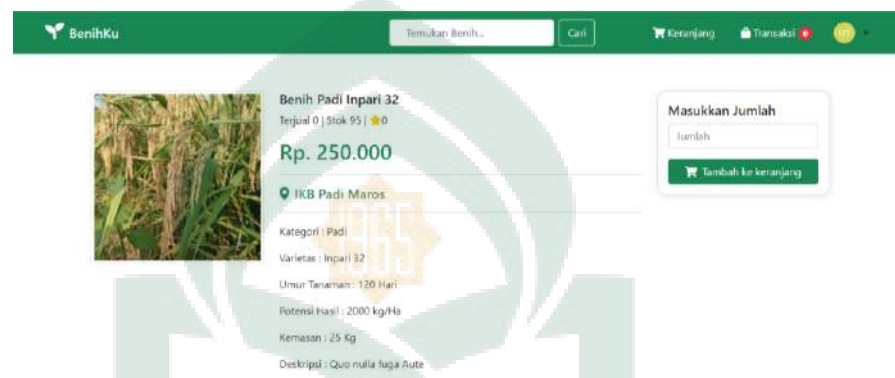 BenihKu
Temukan Benih...
Cari
Keranjang
Transaksi
Benih Padi Inpari 32
Terjual 0 | Stok 95 | 0
Rp. 250.000
IKB Padi Maros
Kategori : Padi
Varietas : Inpari 32
Umur Tanaman : 120 Hari
Potensi Hasil : 2000 kg/Ha
Kemasan : 25 Kg
Deskripsi : Quo nulla fuga Aute
Masukkan Jumlah
Jumlah
Tambah ke keranjang
1965